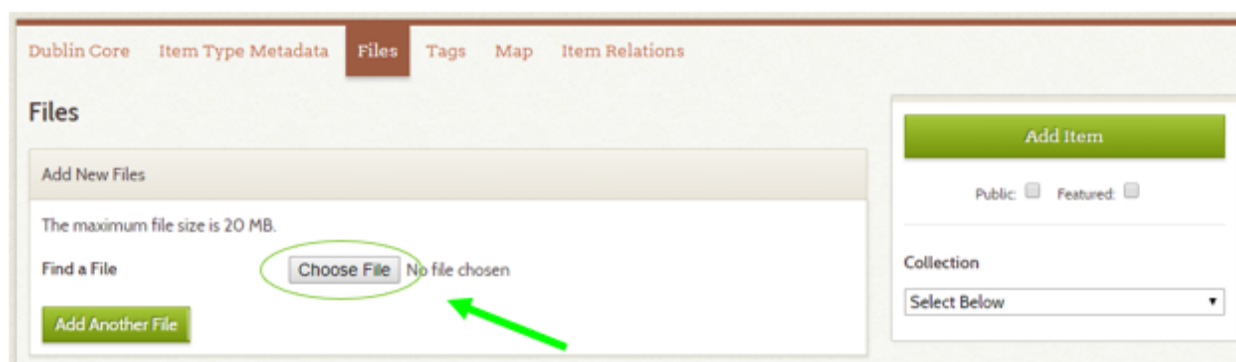 Dublin Core Item Type Metadata Files Tags Map Item Relations
Files
Add New Files
The maximum file size is 20 MB.
Find a File Choose File No file chosen
Add Another File
Add Item
Public: Featured:
Collection
Select Below